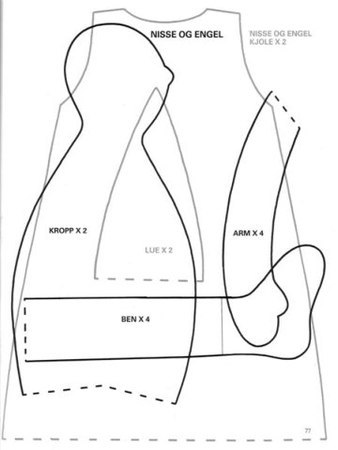 NISSE OG ENGEL
NISSE OG ENGEL
KJOLE X 2
KROPP X 2
LUE X 2
ARM X 4
BEN X 4
77